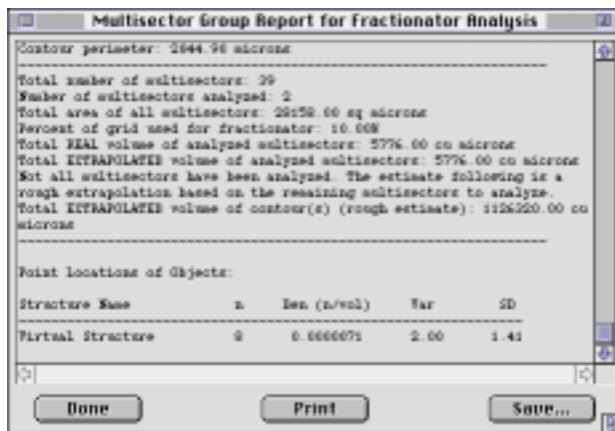 Multisector Group Report for Fractionator Analysis
Contour perimeter: 2844.98 microns
Total number of multisectors: 39
Number of multisectors analyzed: 2
Total area of all multisectors: 28158.00 sq microns
Percent of grid used for fractionator: 10.00%
Total REAL volume of analyzed multisectors: 5776.00 cu microns
Total EXTRAPOLATED volume of analyzed multisectors: 5776.00 cu microns
Not all multisectors have been analyzed. The estimate following is a
rough extrapolation based on the remaining multisectors to analyze.
Total EXTRAPOLATED volume of contour(s) (rough estimate): 1126320.00 cu
microns
Point Locations of Objects:
Structure Name n Den (n/vol) Var SD
Virtual Structure 8 0.0000071 2.00 1.41
Done Print Save...